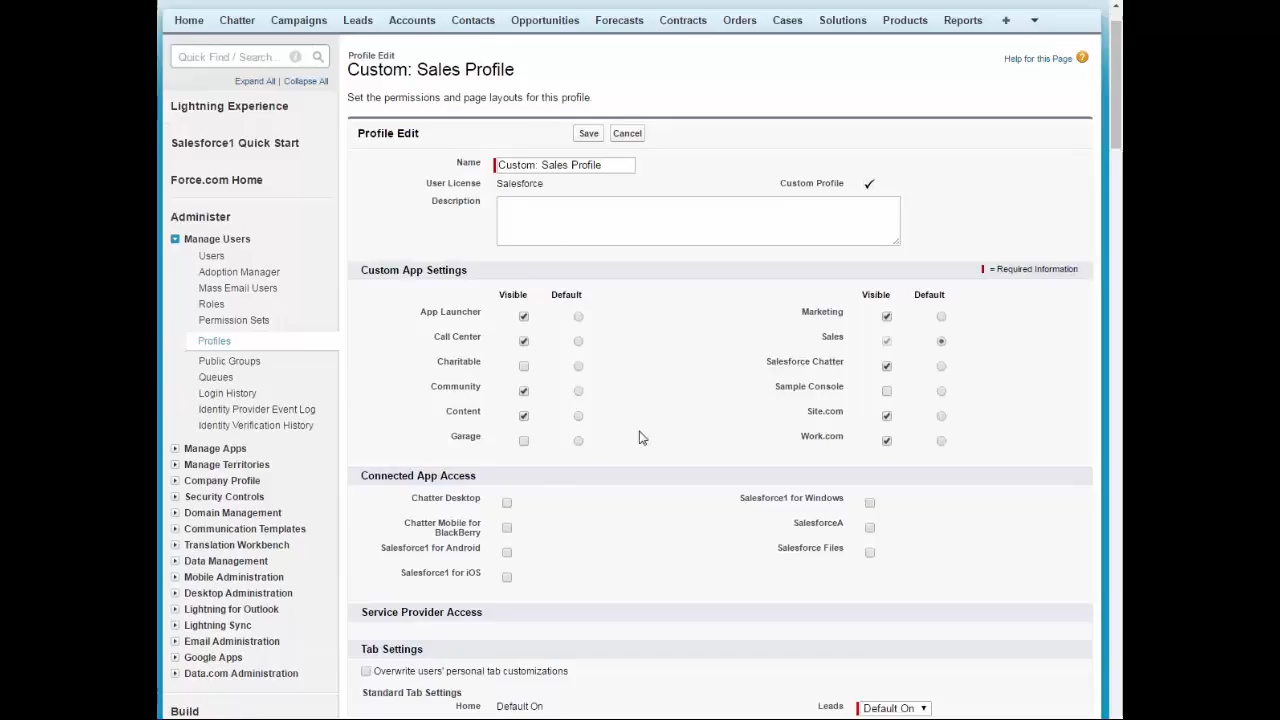 Home Chatter Campaigns Leads Accounts Contacts Opportunities Forecasts Contracts Orders Cases Solutions Products Reports +
Quick Find / Search...
Expand All | Collapse All
Lightning Experience
Salesforce1 Quick Start
Force.com Home
Administer
Manage Users
Users
Adoption Manager
Mass Email Users
Roles
Permission Sets
Profiles
Public Groups
Queues
Login History
Identity Provider Event Log
Identity Verification History
Manage Apps
Manage Territories
Company Profile
Security Controls
Domain Management
Communication Templates
Translation Workbench
Data Management
Mobile Administration
Desktop Administration
Lightning for Outlook
Lightning Sync
Email Administration
Google Apps
Data.com Administration
Build
Profile Edit
Custom: Sales Profile
Help for this Page ?
Set the permissions and page layouts for this profile.
Profile Edit Save Cancel
Name Custom: Sales Profile
User License Salesforce Custom Profile
Description
Custom App Settings = Required Information
Visible Default Visible Default
App Launcher Marketing
Call Center Sales
Charitable Salesforce Chatter
Community Sample Console
Content Site.com
Garage Work.com
Connected App Access
Chatter Desktop Salesforce1 for Windows
Chatter Mobile for SalesforceA
BlackBerry
Salesforce1 for Android Salesforce Files
Salesforce1 for iOS
Service Provider Access
Tab Settings
Overwrite users' personal tab customizations
Standard Tab Settings
Home Default On Leads Default On